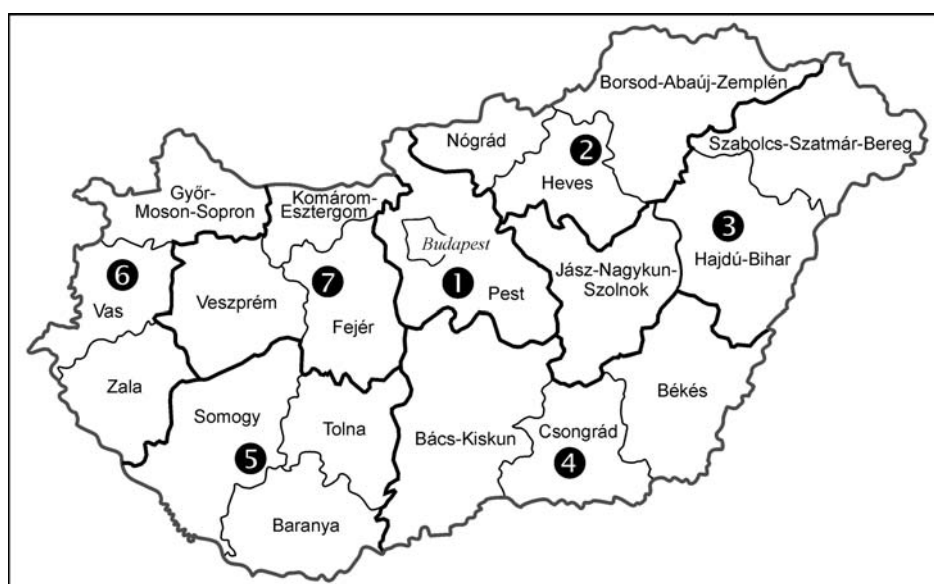 Borsod-Abaúj-Zemplén
Nógrád
Szabolcs-Szatmár-Bereg
2
Heves
Győr-
Moson-Sopron
Komárom-
Esztergom
3
Hajdú-Bihar
Budapest
6
Vas
7
1
Pest
Jász-Nagykun-
Szolnok
Veszprém
Fejér
Zala
Békés
Somogy
Tolna
Bács-Kiskun
Csongrád
5
4
Baranya